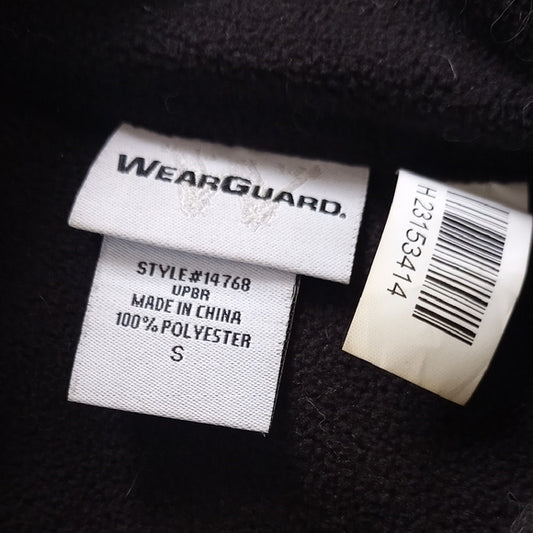 WEARGUARD.
STYLE#14768
UPBR
MADE IN CHINA
100% POLYESTER
S
H23153414